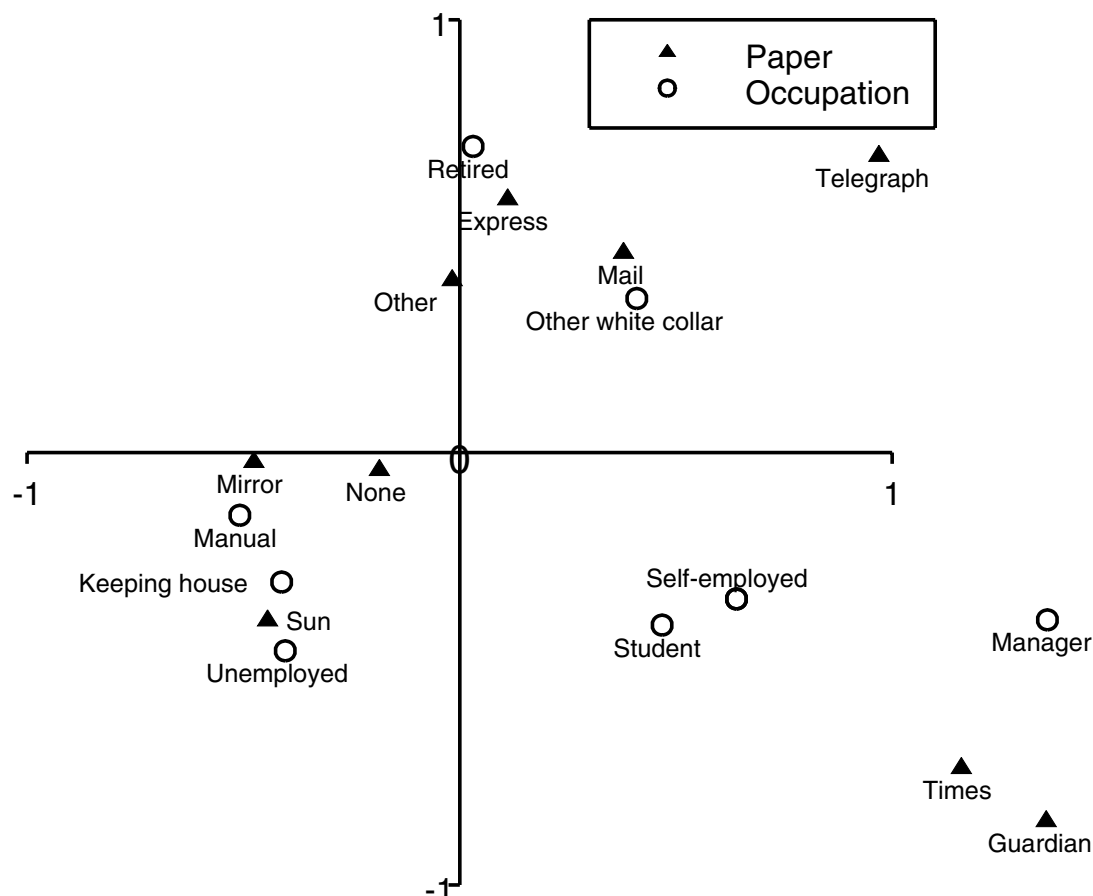 1
Paper
Occupation
Retired
Telegraph
Express
Mail
Other
Other white collar
0
-1
1
Mirror
None
Manual
Keeping house
Self-employed
Sun
Student
Manager
Unemployed
Times
Guardian
-1